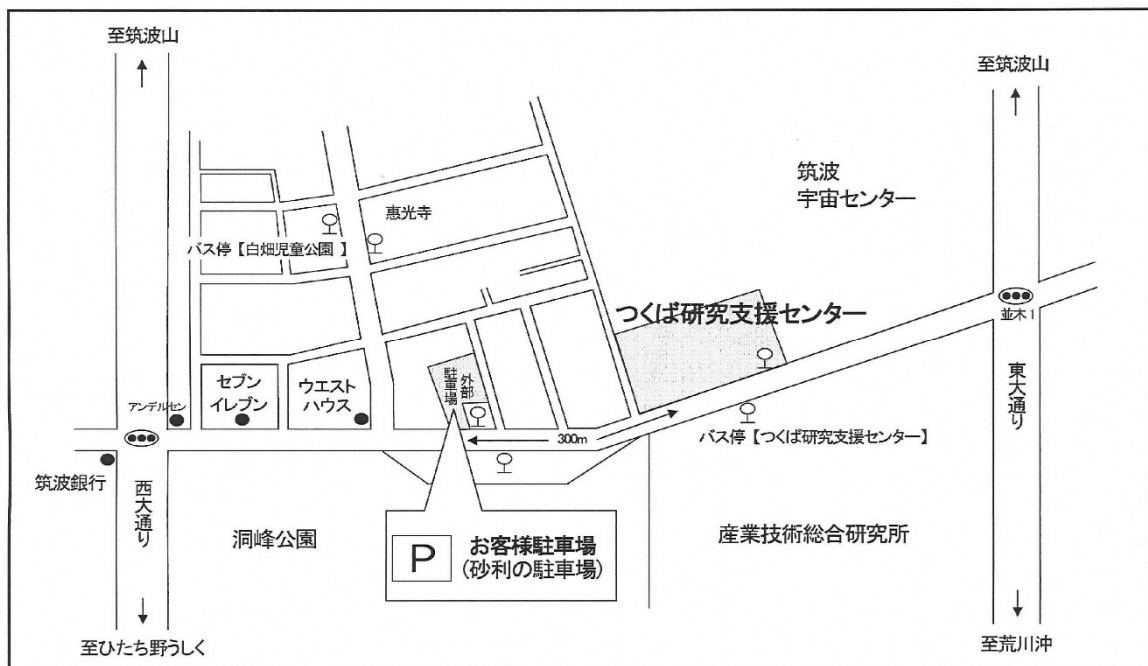 至筑波山
至筑波山
筑波
宇宙センター
恵光寺
バス停【白畑児童公園】
つくば研究支援センター
並木1
セブン
イレブン
ウエスト
ハウス
外部
駐車場
東大通り
アンデルセン
300m
バス停【つくば研究支援センター】
筑波銀行
西大通り
洞峰公園
P
お客様駐車場
(砂利の駐車場)
産業技術総合研究所
至ひたち野うしく
至荒川沖